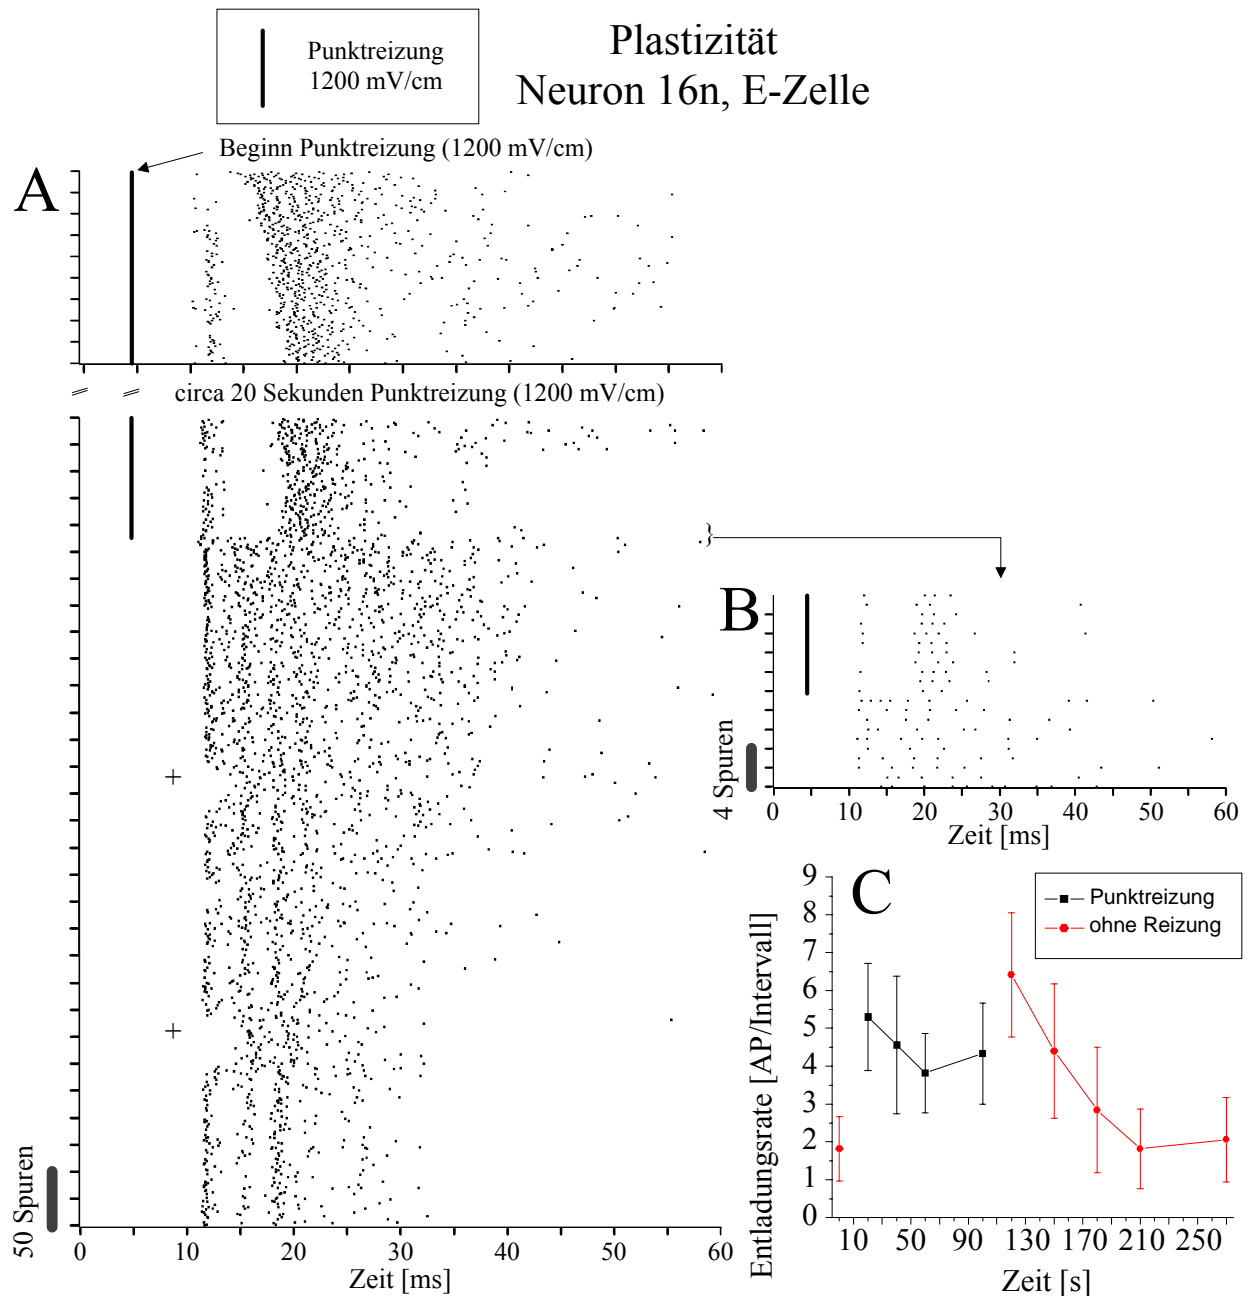 Punktreizung
1200 mV/cm
Plastizität
Neuron 16n, E-Zelle
Beginn Punktreizung (1200 mV/cm)
A
circa 20 Sekunden Punktreizung (1200 mV/cm)
}
50 Spuren
0 10 20 30 40 50 60
Zeit [ms]
B
4 Spuren
0 10 20 30 40 50 60
Zeit [ms]
C
Punktreizung
ohne Reizung
Entladungsrate [AP/Intervall]
9
8
7
6
5
4
3
2
1
0
10 50 90 130 170 210 250
Zeit [s]